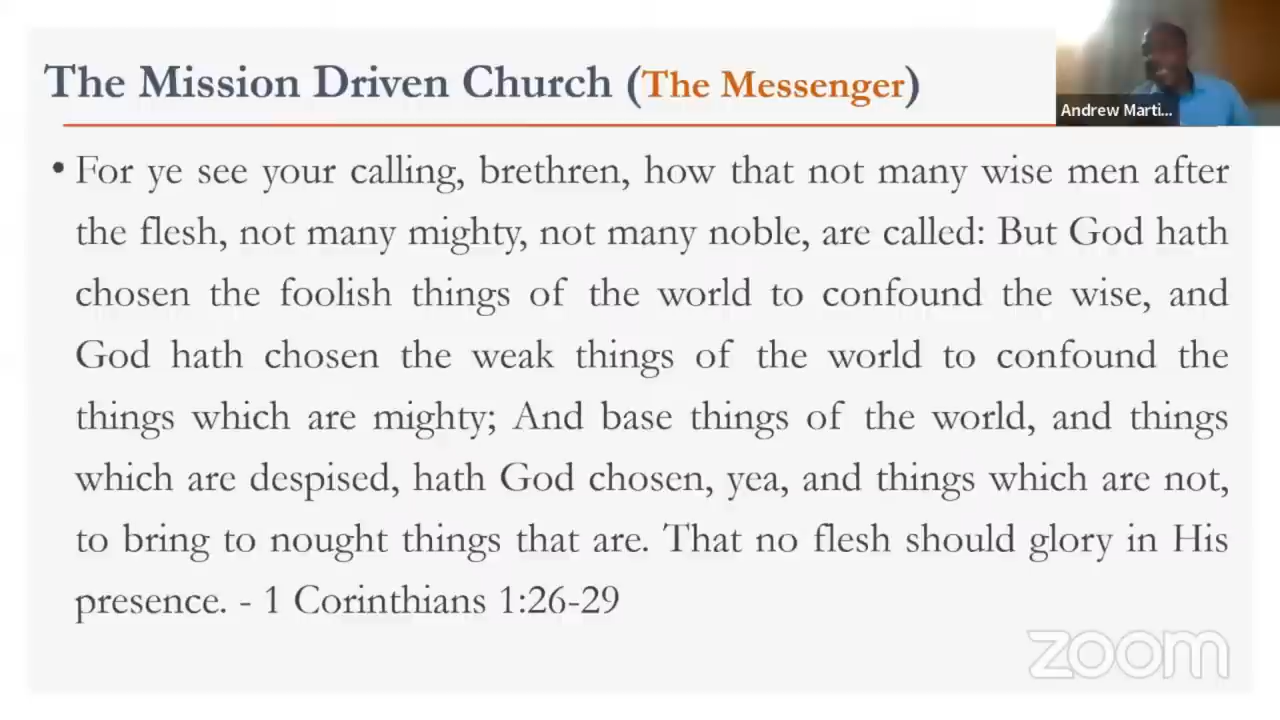 The Mission Driven Church (The Messenger)
Andrew Marti...
• For ye see your calling, brethren, how that not many wise men after
the flesh, not many mighty, not many noble, are called: But God hath
chosen the foolish things of the world to confound the wise, and
God hath chosen the weak things of the world to confound the
things which are mighty; And base things of the world, and things
which are despised, hath God chosen, yea, and things which are not,
to bring to nought things that are. That no flesh should glory in His
presence. - 1 Corinthians 1:26-29
zoom